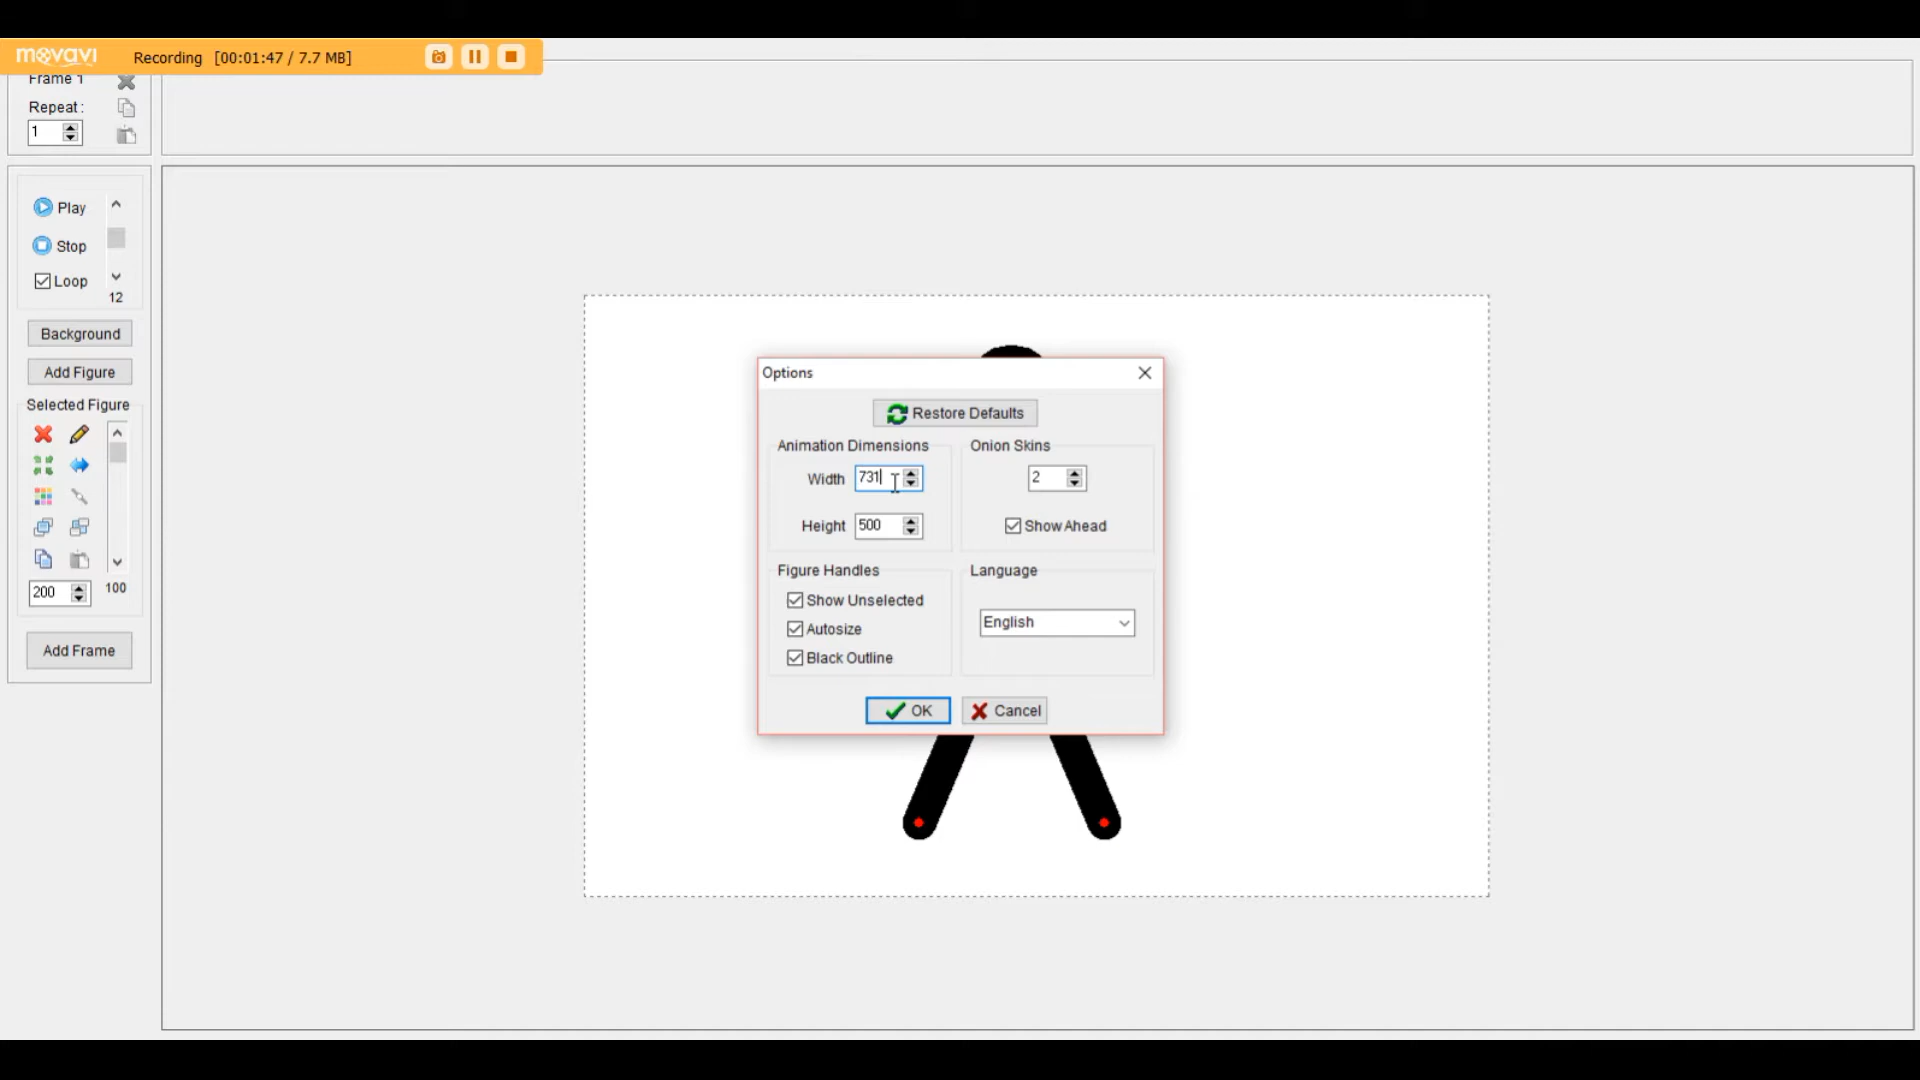 movavi Recording [00:01:47 / 7.7 MB]
Frame 1
Repeat:
1
Play
Stop
Loop
12
Background
Add Figure
Selected Figure
200 100
Add Frame
Options
Restore Defaults
Animation Dimensions
Width 731
Height 500
Onion Skins
2
Show Ahead
Figure Handles
Show Unselected
Autosize
Black Outline
Language
English
OK Cancel